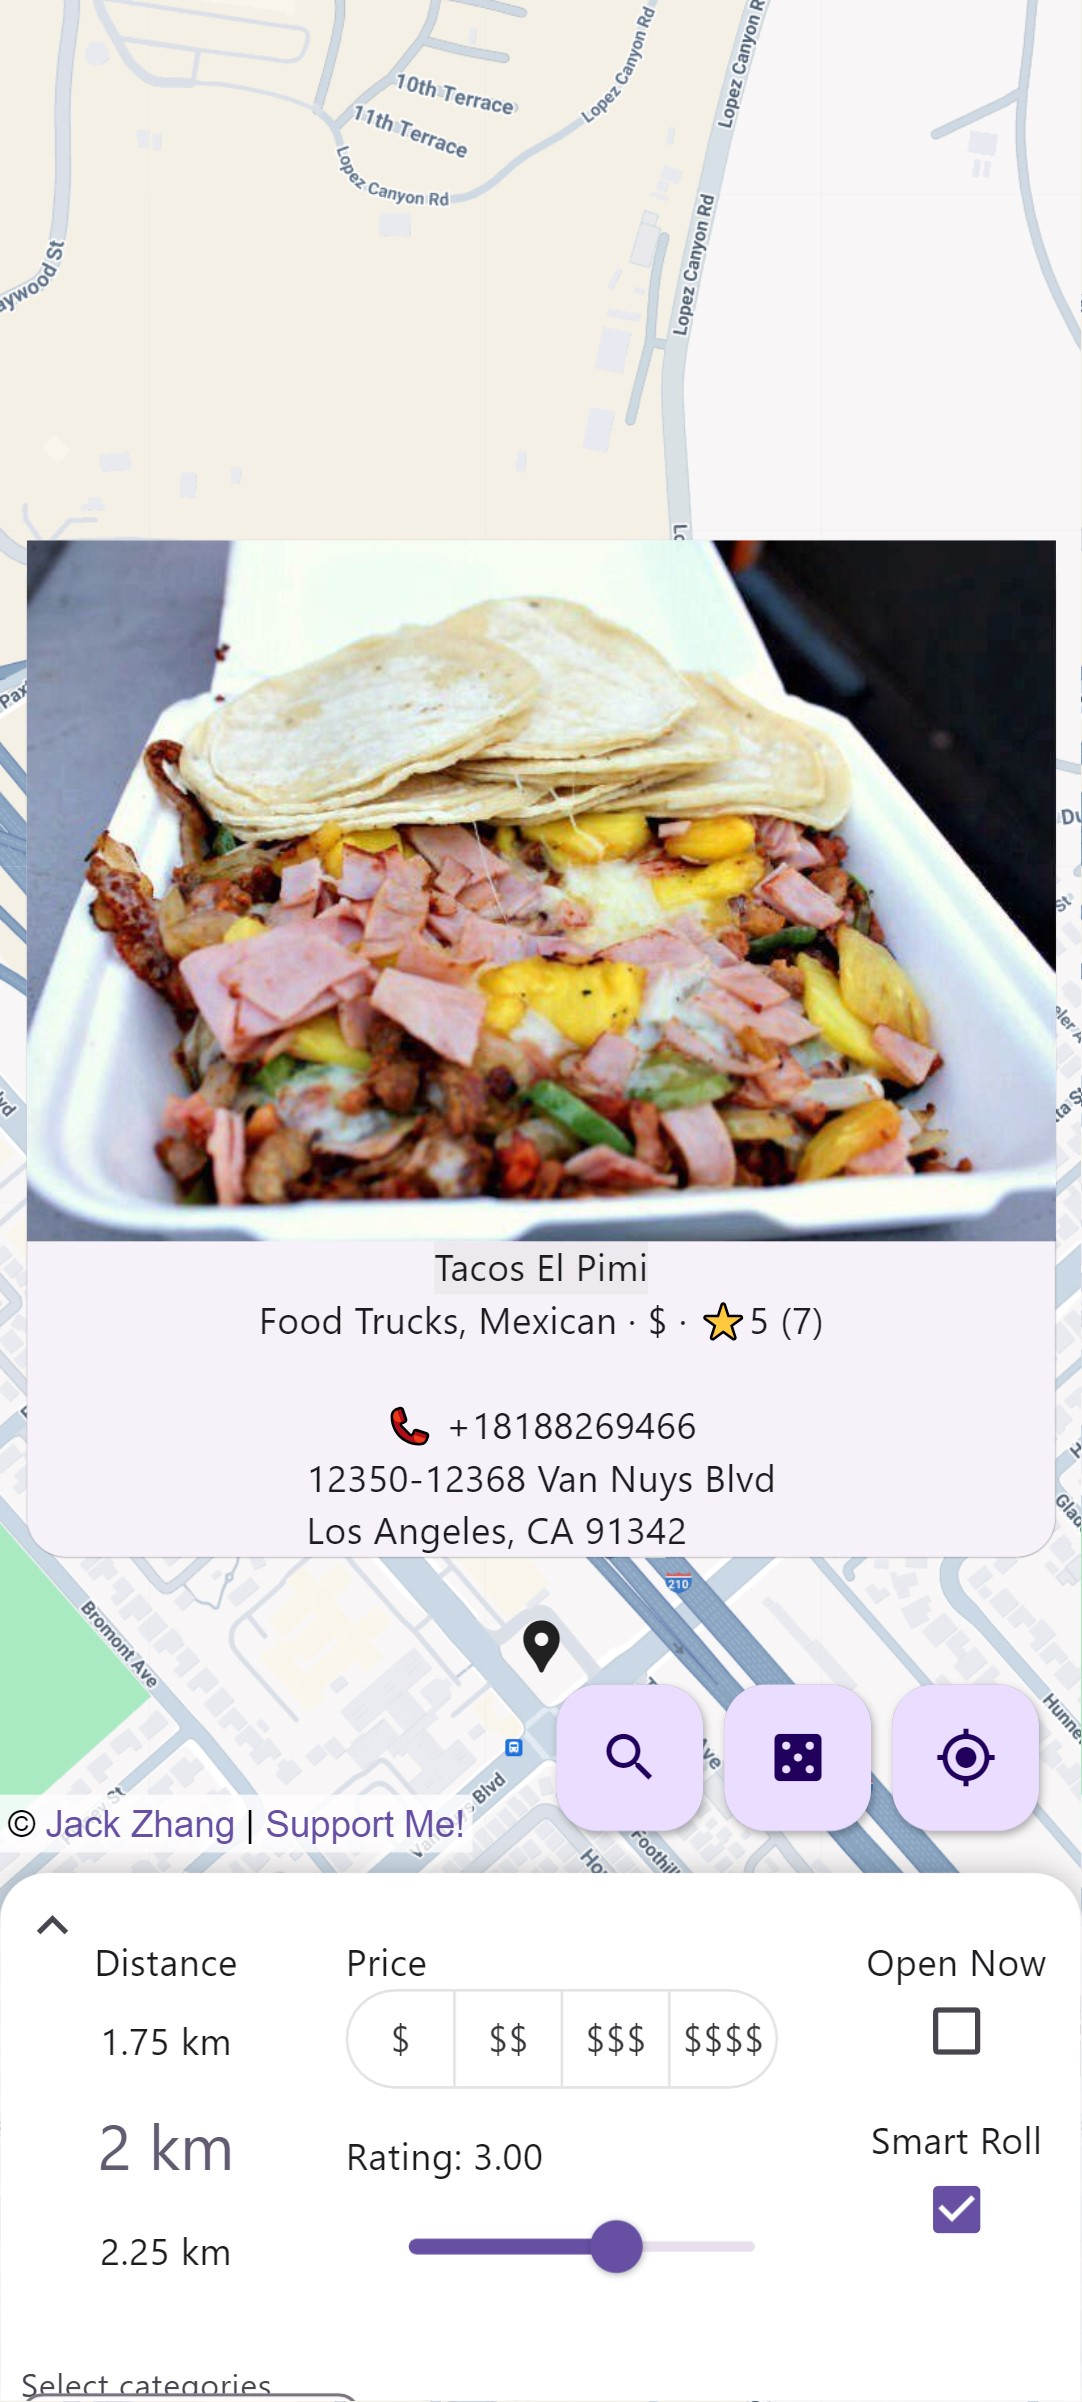 10th Terrace
11th Terrace
Lopez Canyon Rd
Lopez Canyon Rd
Lopez Canyon
Lopez Canyon Rd
Tacos El Pimi
Food Trucks, Mexican · $ · ⭐5 (7)
+18188269466
12350-12368 Van Nuys Blvd
Los Angeles, CA 91342
210
Bromont Ave
Blvd
© Jack Zhang | Support Me!
Distance
Price
Open Now
1.75 km
$
$$
$$$
$$$$
2 km
Rating: 3.00
Smart Roll
2.25 km
Select categories